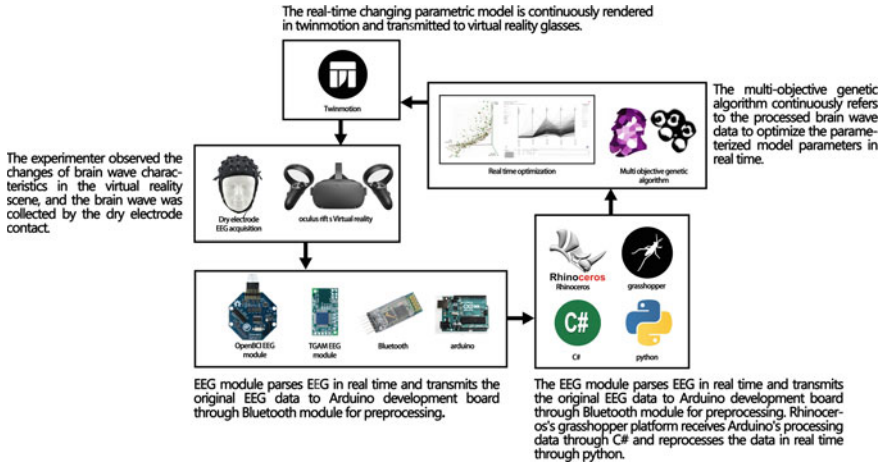 The real-time changing parametric model is continuously rendered
in twinmotion and transmitted to virtual reality glasses.
Twinmotion
Real time optimization
Multi objective genetic
algorithm
The multi-objective genetic
algorithm continuously refers
to the processed brain wave
data to optimize the parame-
terized model parameters in
real time.
The experimenter observed the
changes of brain wave charac-
teristics in the virtual reality
scene, and the brain wave was
collected by the dry electrode
contact.
Dry electrode
EEG acquisition
oculus rift s Virtual reality
OpenBCI EEG
module
TGAM EEG
module
Bluetooth
arduino
Rhinoceros
Rhinoceros
grasshopper
C#
C#
python
EEG module parses EEG in real time and transmits the
original EEG data to Arduino development board
through Bluetooth module for preprocessing.
The EEG module parses EEG in real time and transmits
the original EEG data to Arduino development board
through Bluetooth module for preprocessing. Rhinocer-
os's grasshopper platform receives Arduino's processing
data through C# and reprocesses the data in real time
through python.